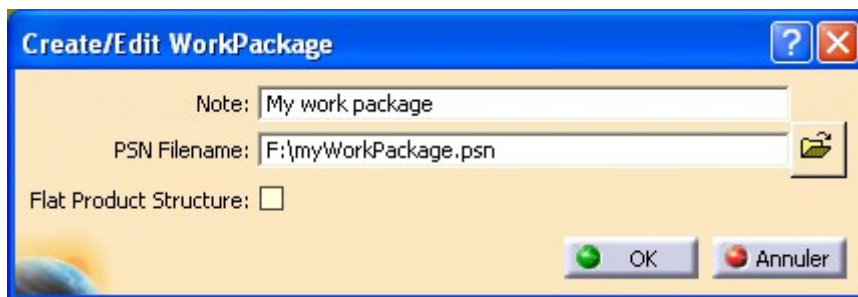 Create/Edit WorkPackage
Note: My work package
PSN Filename: F:\myWorkPackage.psn
Flat Product Structure:
OK Annuler